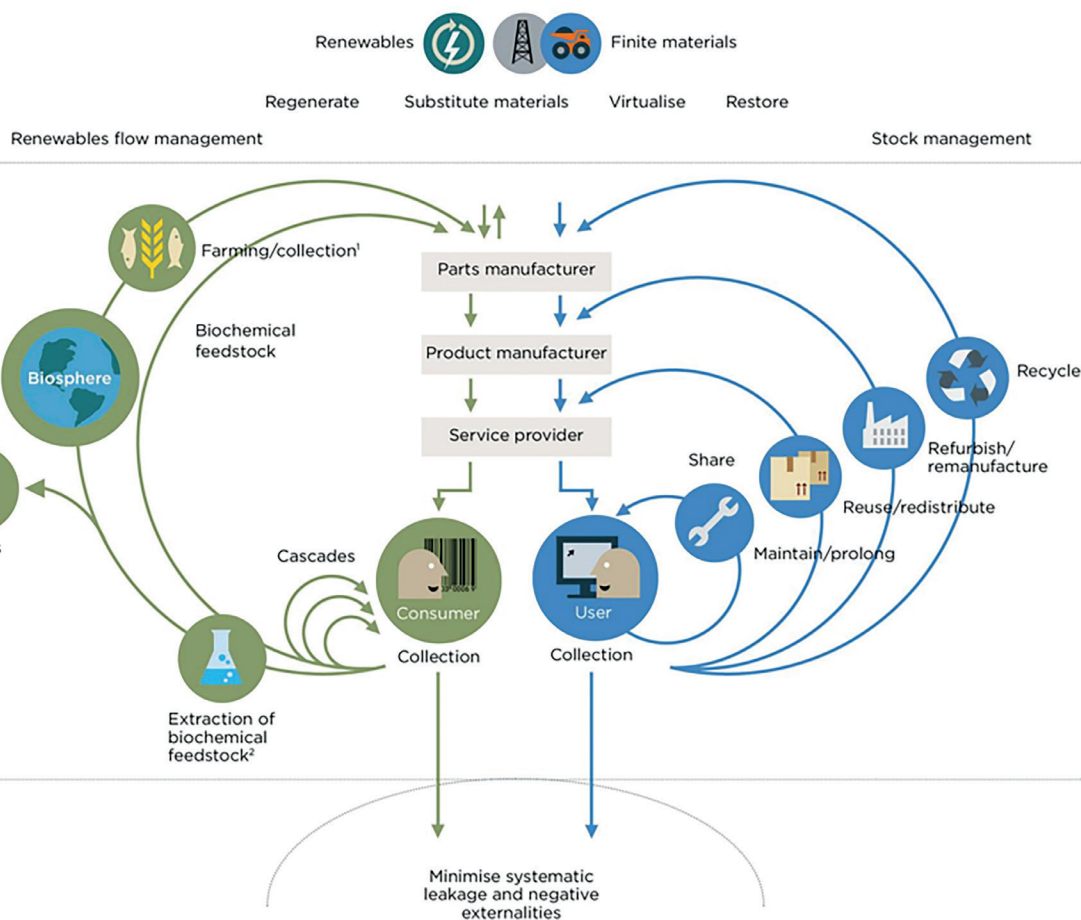 Renewables
Finite materials
Regenerate
Substitute materials
Virtualise
Restore
Renewables flow management
Stock management
Farming/collection¹
Parts manufacturer
Biochemical
feedstock
Product manufacturer
Biosphere
Recycle
Service provider
Refurbish/
remanufacture
Share
Reuse/redistribute
s
Cascades
Maintain/prolong
Consumer
User
Collection
Collection
Extraction of
biochemical
feedstock²
Minimise systematic
leakage and negative
externalities